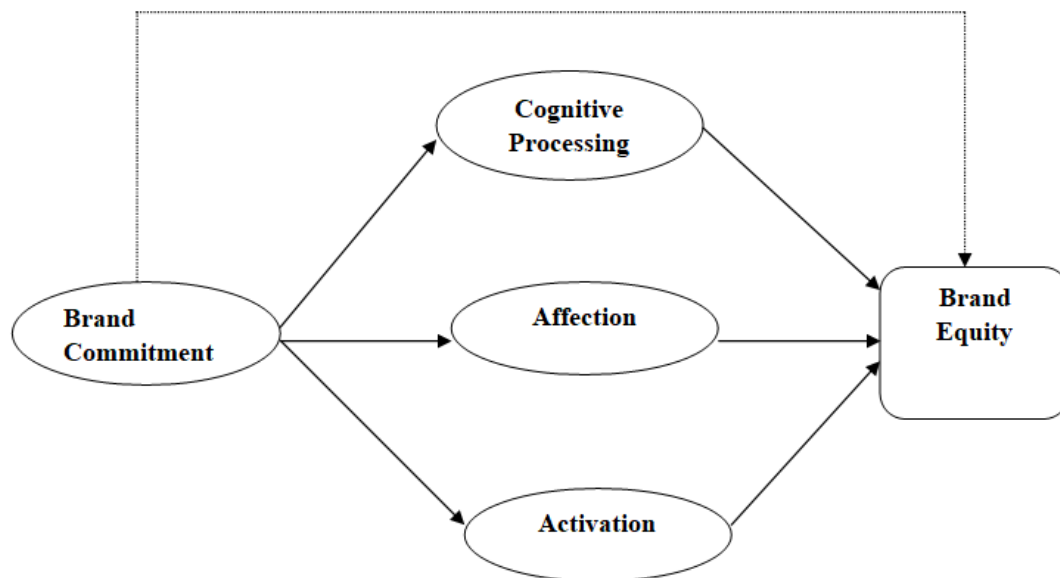 Cognitive
Processing
Brand
Commitment
Affection
Brand
Equity
Activation